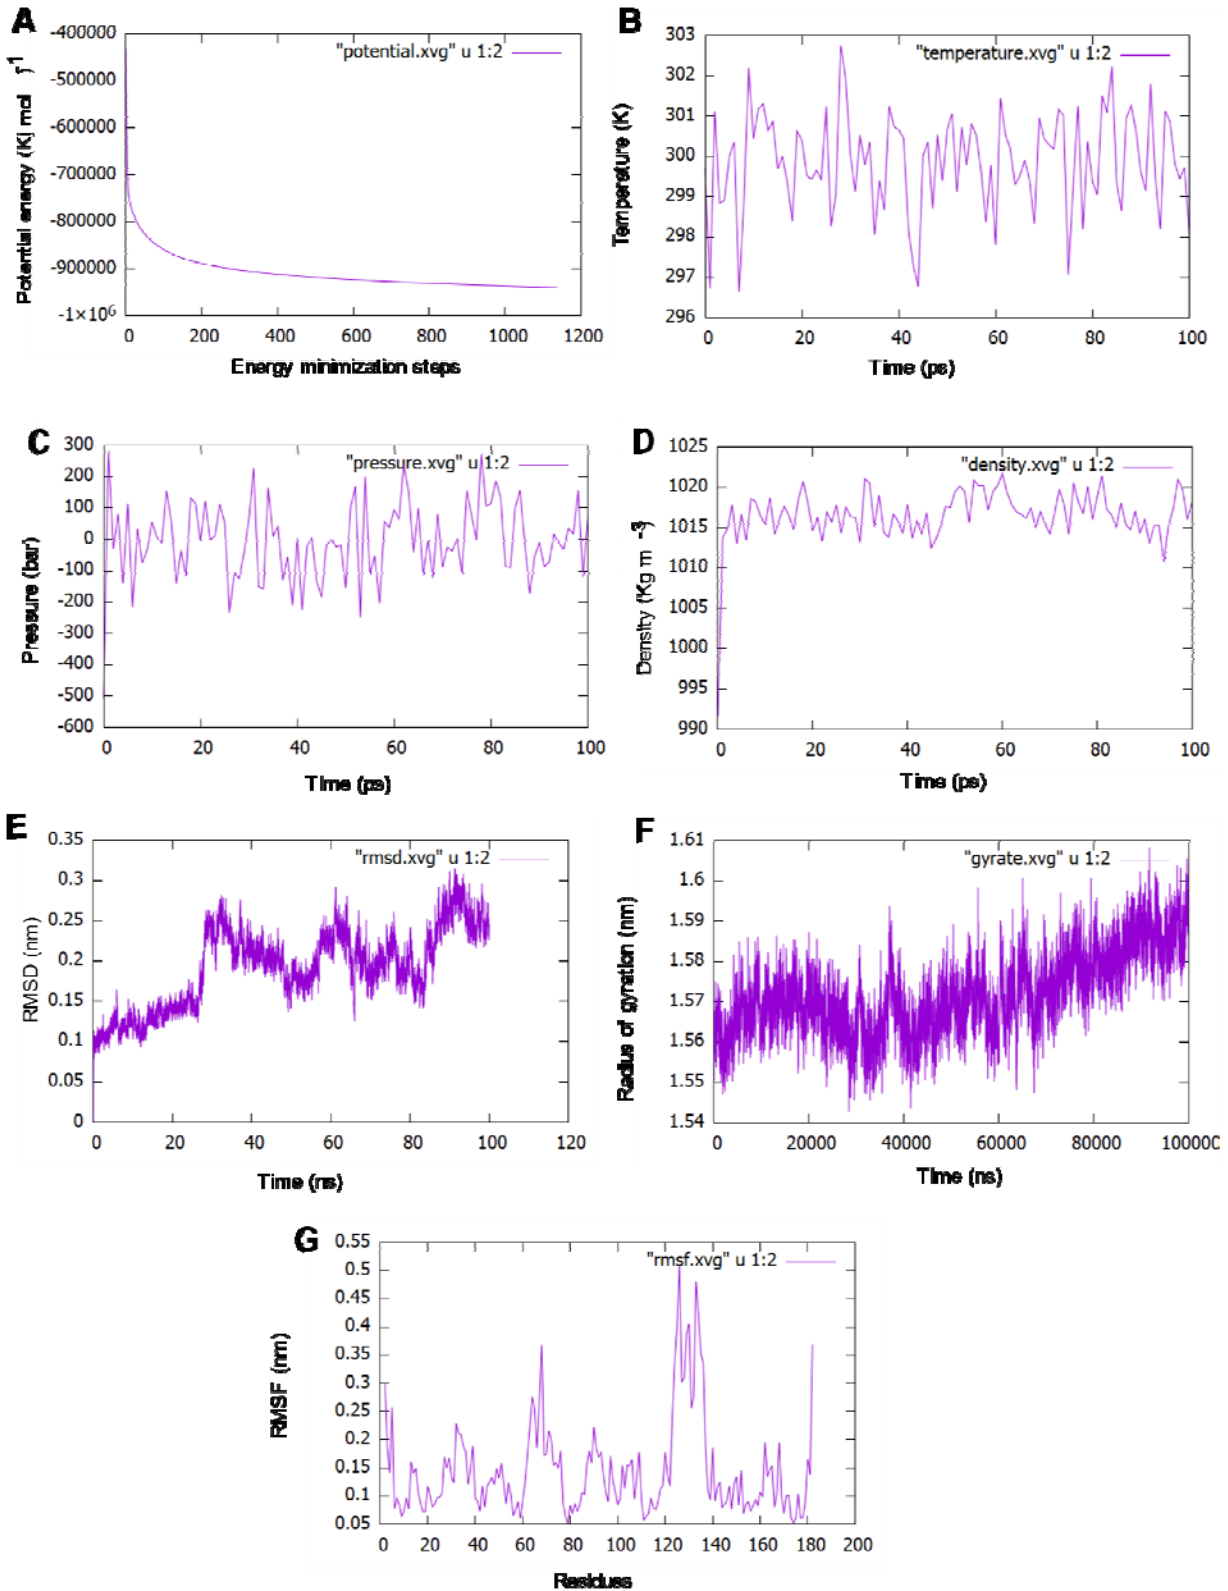 A
-400000
-500000
-600000
-700000
-800000
-900000
-1×10⁶
0 200 400 600 800 1000 1200
"potential.xvg" u 1:2
Potential energy (Kj mol
Energy minimization steps
B
303
302
301
300
299
298
297
296
0 20 40 60 80 100
"temperature.xvg" u 1:2
Temperature (K)
Time (ps)
C
300
200
100
0
-100
-200
-300
-400
-500
-600
0 20 40 60 80 100
"pressure.xvg" u 1:2
Pressure (bar)
Time (ps)
D
1025
1020
1015
1010
1005
1000
995
990
0 20 40 60 80 100
"density.xvg" u 1:2
Density (Kg m -3)
Time (ps)
E
0.35
0.3
0.25
0.2
0.15
0.1
0.05
0
0 20 40 60 80 100 120
"rmsd.xvg" u 1:2
RMSD (nm)
Time (ns)
F
1.61
1.6
1.59
1.58
1.57
1.56
1.55
1.54
0 20000 40000 60000 80000 100000
"gyrate.xvg" u 1:2
Radius of gyration (nm)
Time (ns)
G
0.55
0.5
0.45
0.4
0.35
0.3
0.25
0.2
0.15
0.1
0.05
0 20 40 60 80 100 120 140 160 180 200
"rmsf.xvg" u 1:2
RMSF (nm)
Residues